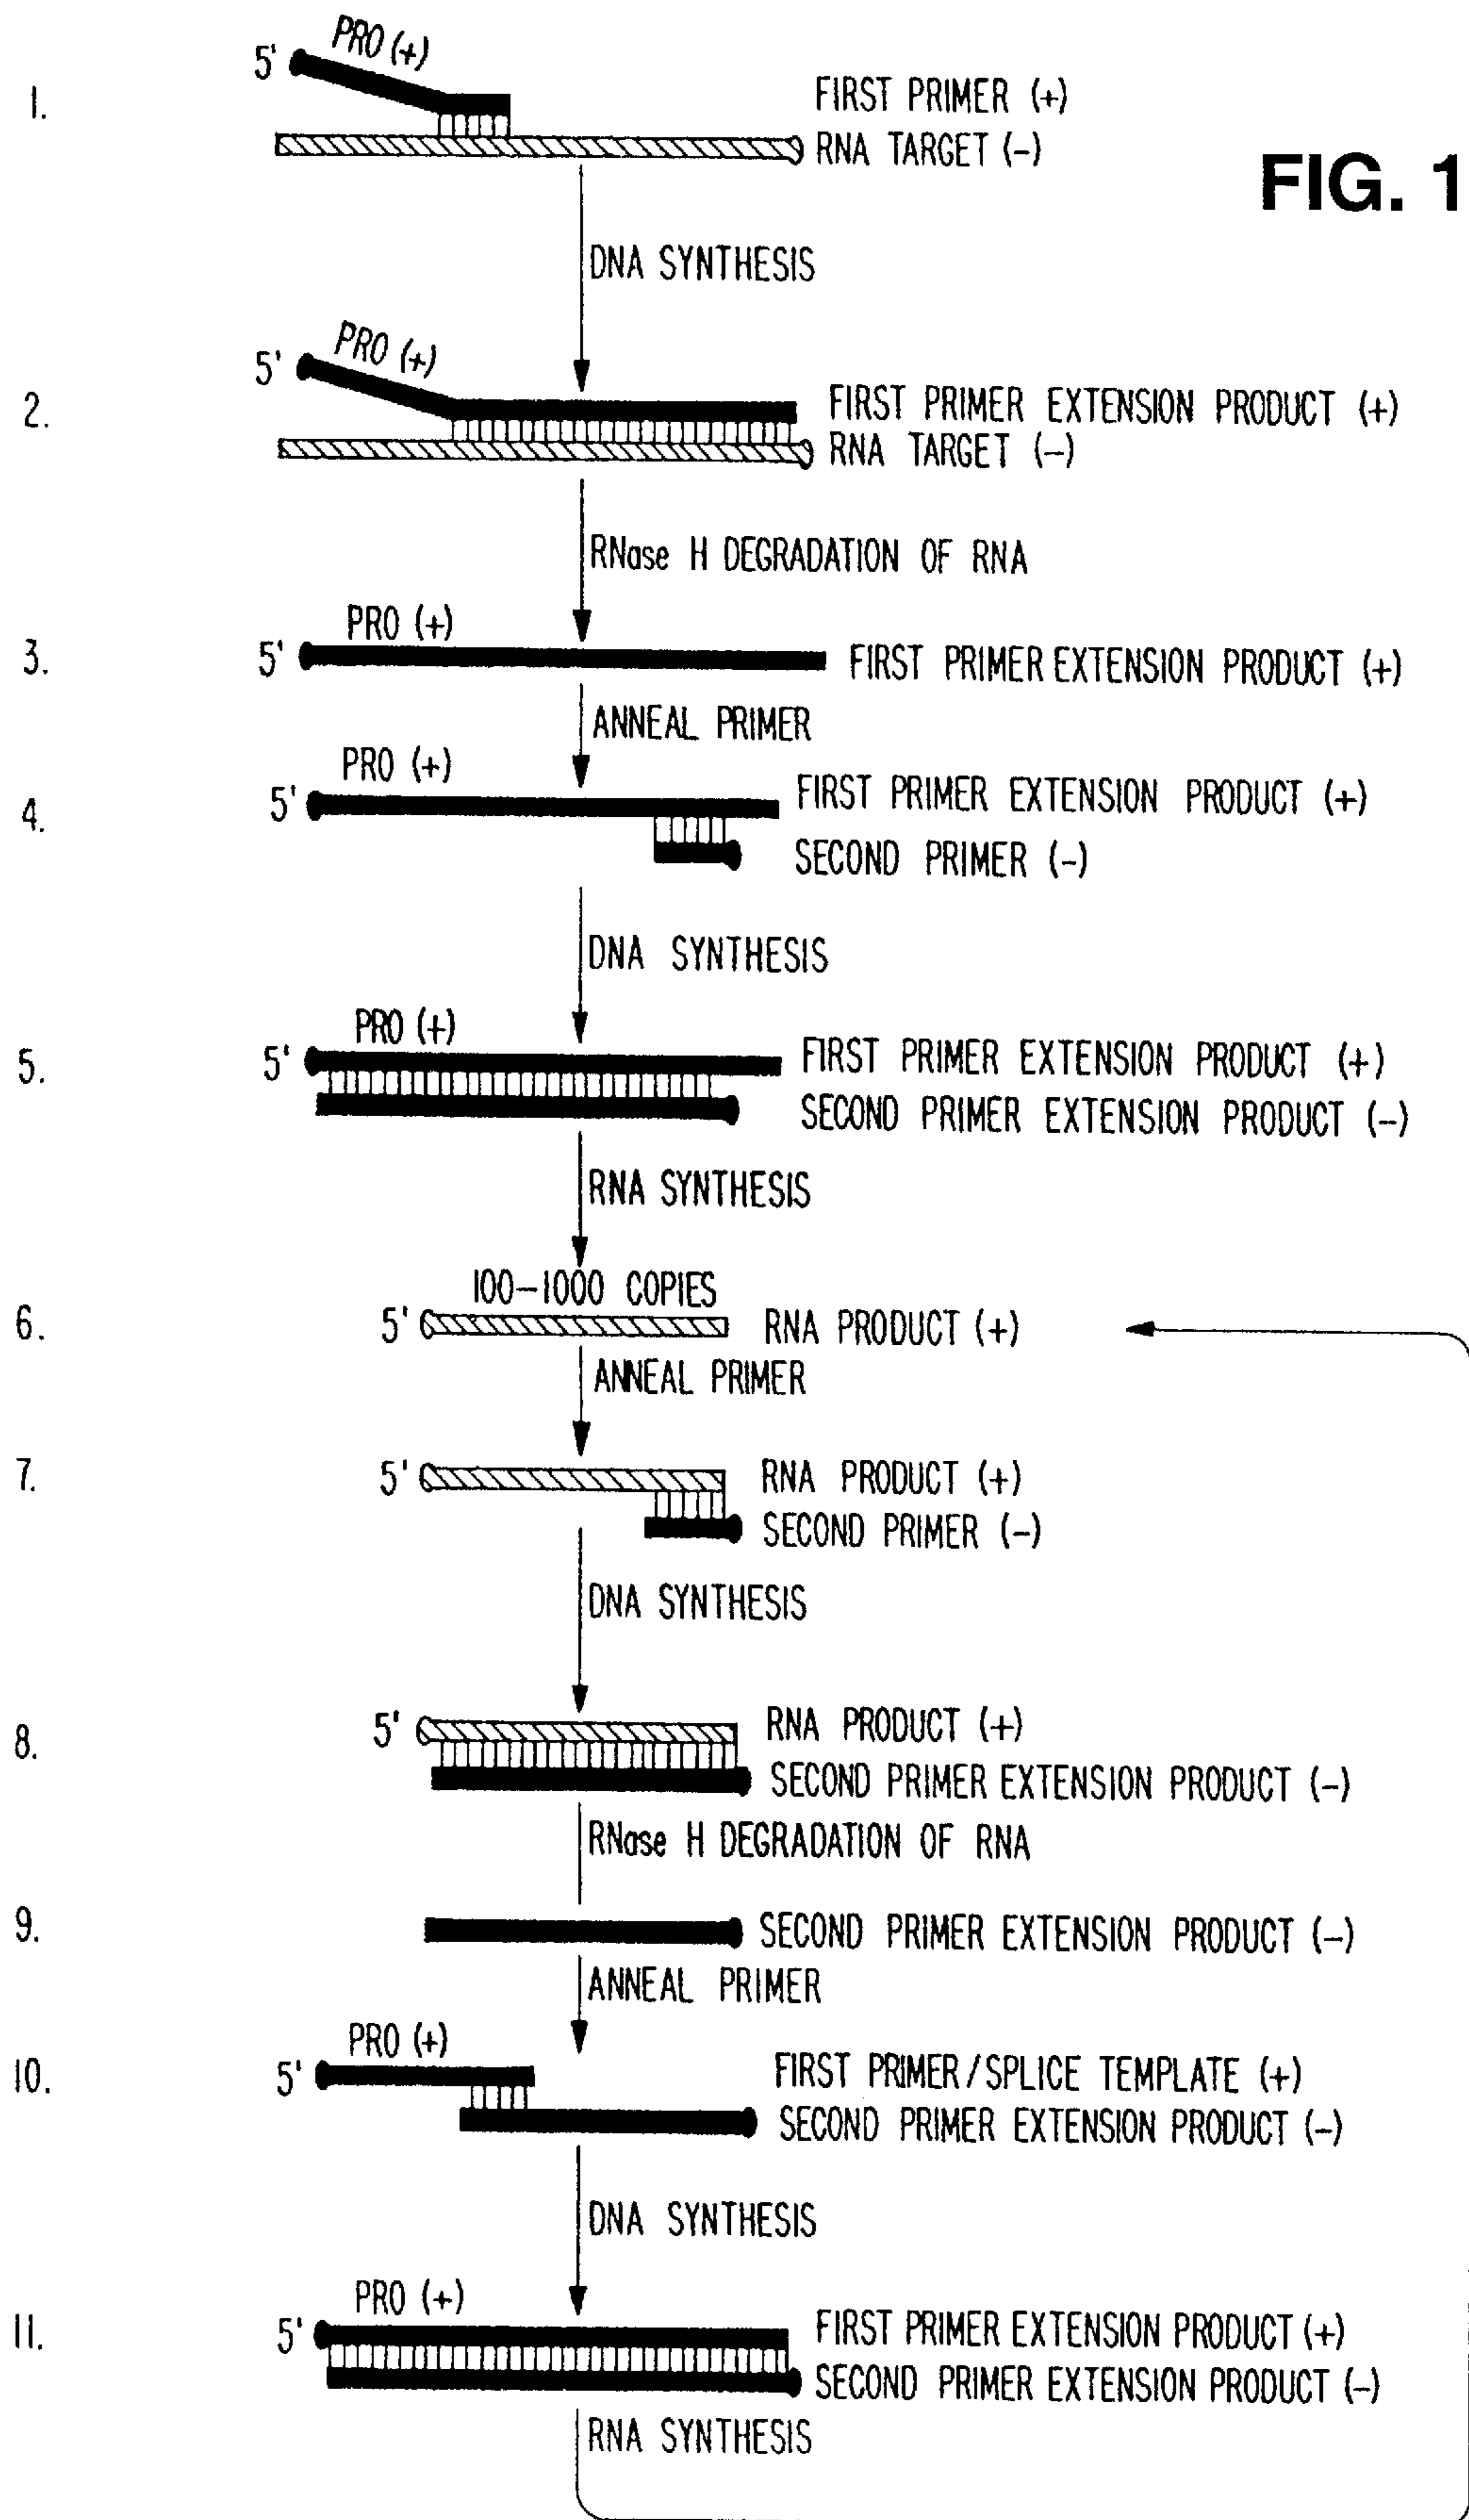 PRO (+)
5'
1.
FIRST PRIMER (+)
RNA TARGET (-)
FIG. 1
DNA SYNTHESIS
PRO (+)
5'
2.
FIRST PRIMER EXTENSION PRODUCT (+)
RNA TARGET (-)
RNase H DEGRADATION OF RNA
PRO (+)
3.
5'
FIRST PRIMER EXTENSION PRODUCT (+)
ANNEAL PRIMER
PRO (+)
4.
5'
FIRST PRIMER EXTENSION PRODUCT (+)
SECOND PRIMER (-)
DNA SYNTHESIS
PRO (+)
5.
5'
FIRST PRIMER EXTENSION PRODUCT (+)
SECOND PRIMER EXTENSION PRODUCT (-)
RNA SYNTHESIS
100-1000 COPIES
6.
5'
RNA PRODUCT (+)
ANNEAL PRIMER
7.
5'
RNA PRODUCT (+)
SECOND PRIMER (-)
DNA SYNTHESIS
8.
5'
RNA PRODUCT (+)
SECOND PRIMER EXTENSION PRODUCT (-)
RNase H DEGRADATION OF RNA
9.
SECOND PRIMER EXTENSION PRODUCT (-)
ANNEAL PRIMER
PRO (+)
10.
5'
FIRST PRIMER/SPLICE TEMPLATE (+)
SECOND PRIMER EXTENSION PRODUCT (-)
DNA SYNTHESIS
PRO (+)
11.
5'
FIRST PRIMER EXTENSION PRODUCT (+)
SECOND PRIMER EXTENSION PRODUCT (-)
RNA SYNTHESIS